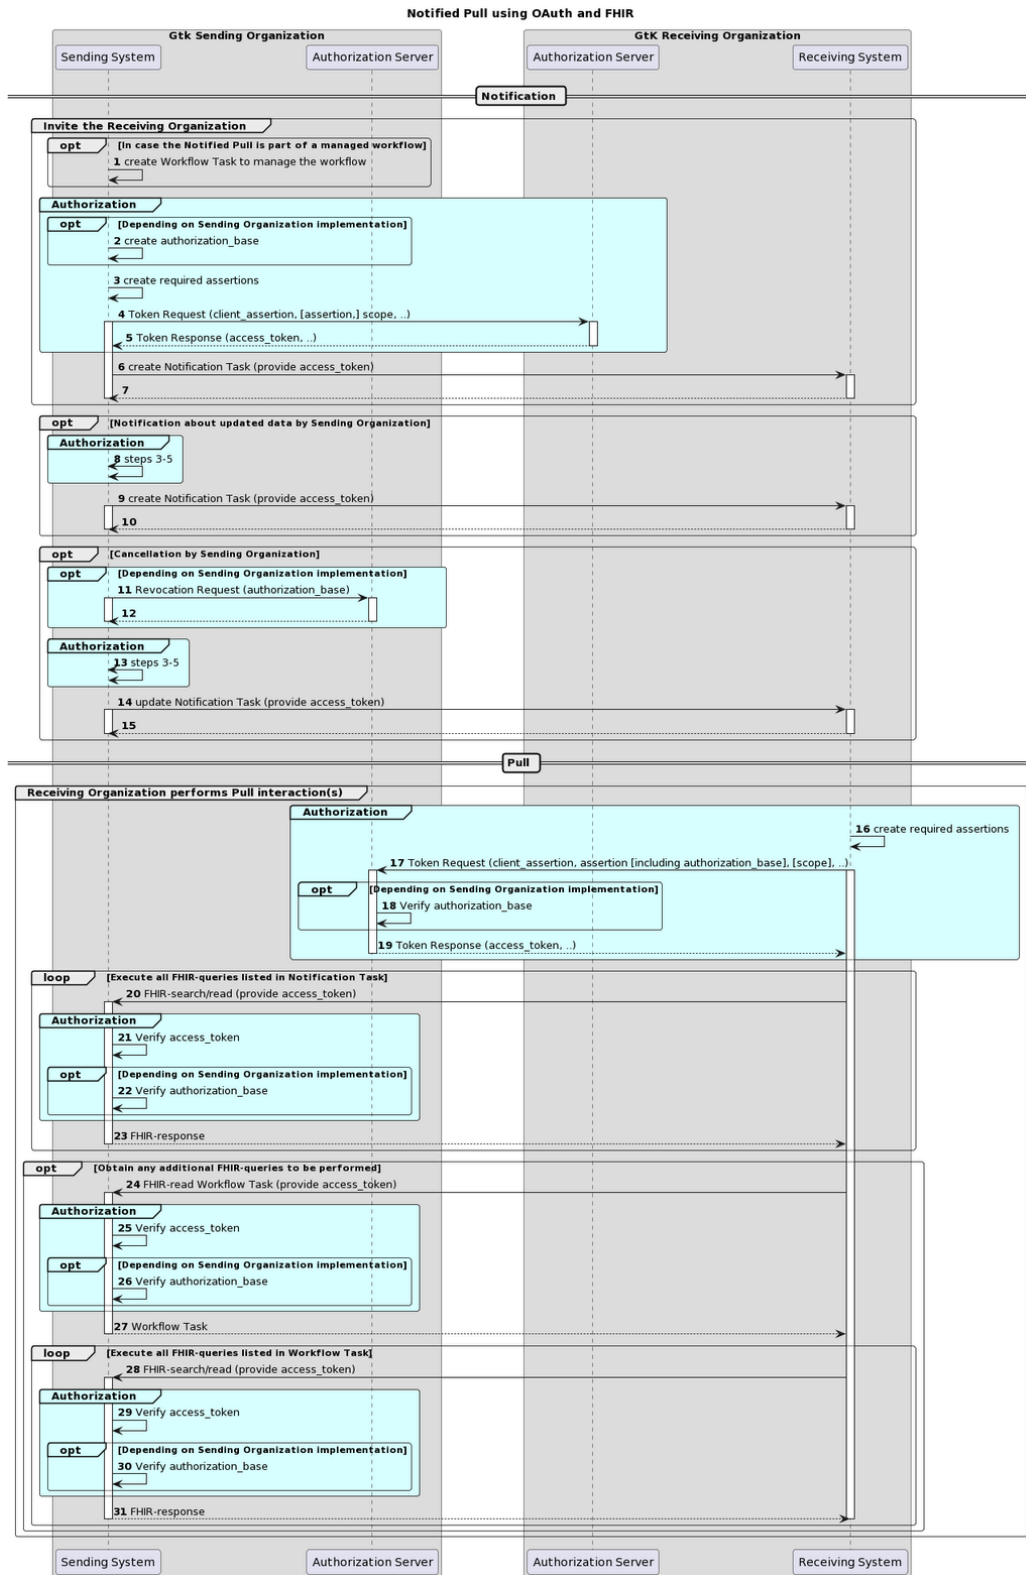 Notified Pull using OAuth and FHIR
Gtk Sending Organization
GtK Receiving Organization
Sending System
Authorization Server
Authorization Server
Receiving System
Notification
Invite the Receiving Organization
opt [In case the Notified Pull is part of a managed workflow]
1 create Workflow Task to manage the workflow
Authorization
opt [Depending on Sending Organization implementation]
2 create authorization_base
3 create required assertions
4 Token Request (client_assertion, [assertion,] scope, ..)
5 Token Response (access_token, ..)
6 create Notification Task (provide access_token)
7
opt [Notification about updated data by Sending Organization]
Authorization
8 steps 3-5
9 create Notification Task (provide access_token)
10
opt [Cancellation by Sending Organization]
opt [Depending on Sending Organization implementation]
11 Revocation Request (authorization_base)
12
Authorization
13 steps 3-5
14 update Notification Task (provide access_token)
15
Pull
Receiving Organization performs Pull interaction(s)
Authorization
16 create required assertions
17 Token Request (client_assertion, assertion [including authorization_base], [scope], ..)
opt [Depending on Sending Organization implementation]
18 Verify authorization_base
19 Token Response (access_token, ..)
loop [Execute all FHIR-queries listed in Notification Task]
20 FHIR-search/read (provide access_token)
Authorization
21 Verify access_token
opt [Depending on Sending Organization implementation]
22 Verify authorization_base
23 FHIR-response
opt [Obtain any additional FHIR-queries to be performed]
24 FHIR-read Workflow Task (provide access_token)
Authorization
25 Verify access_token
opt [Depending on Sending Organization implementation]
26 Verify authorization_base
27 Workflow Task
loop [Execute all FHIR-queries listed in Workflow Task]
28 FHIR-search/read (provide access_token)
Authorization
29 Verify access_token
opt [Depending on Sending Organization implementation]
30 Verify authorization_base
31 FHIR-response
Sending System
Authorization Server
Authorization Server
Receiving System